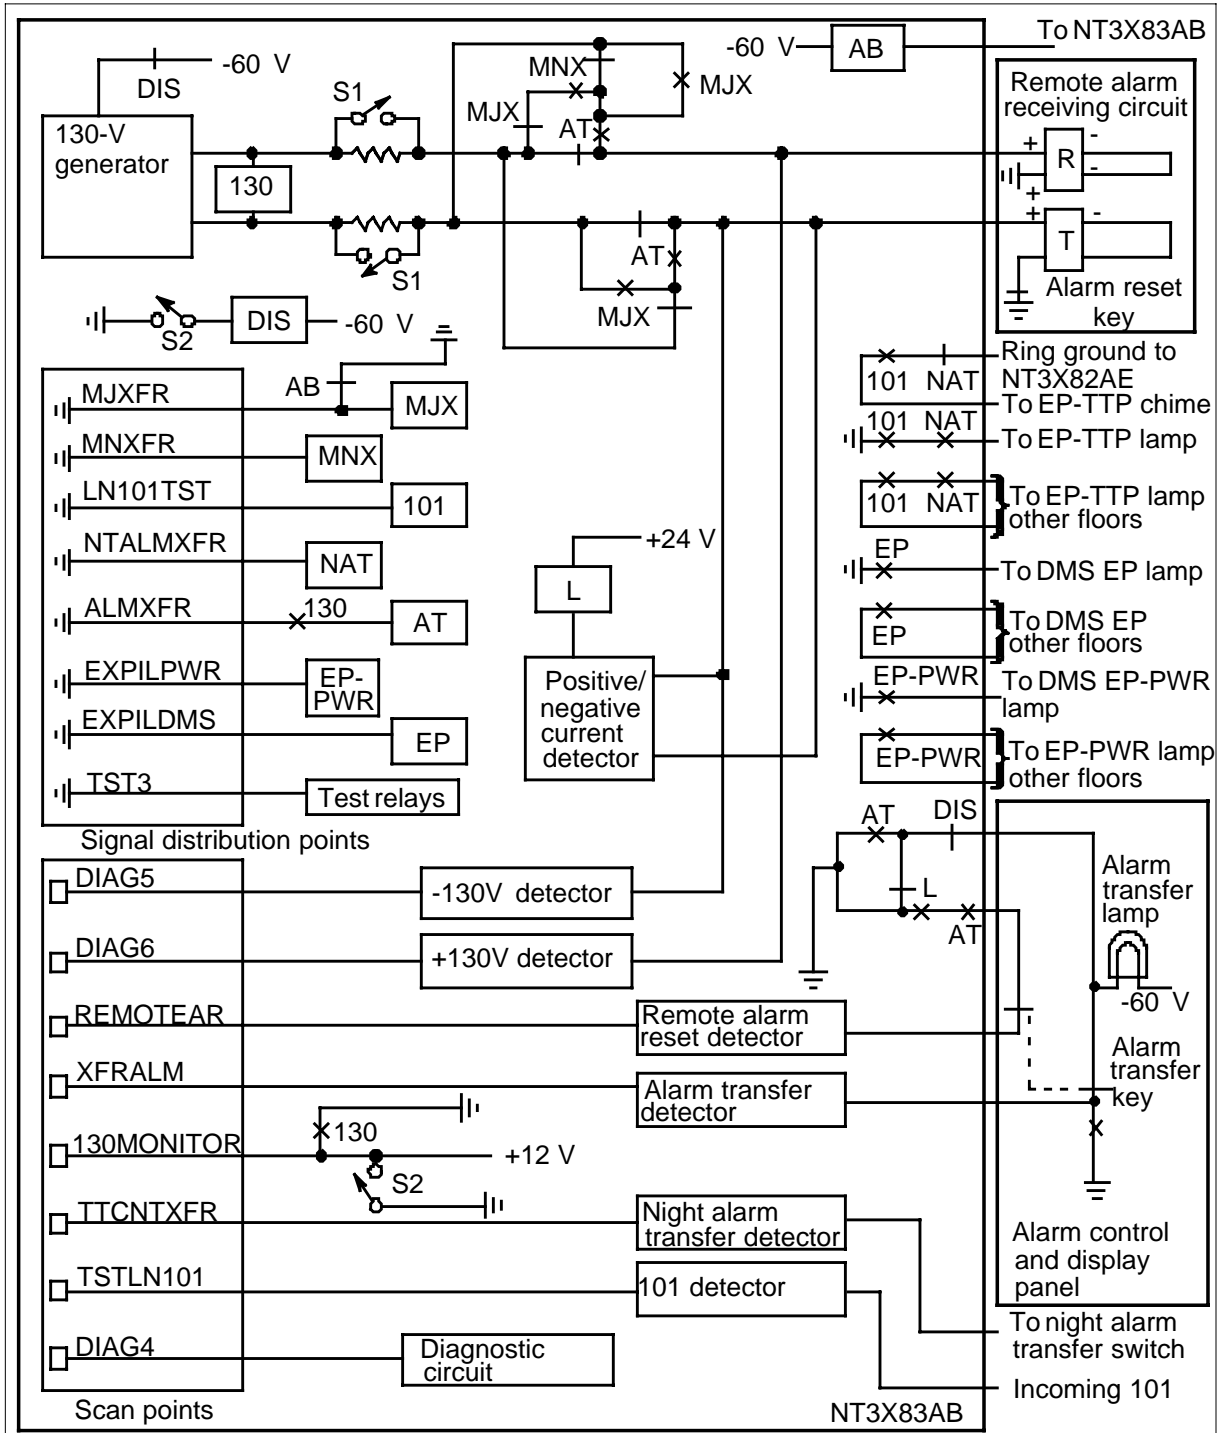 To NT3X83AB
-60 V
AB
-60 V
DIS
S1
MNX
MJX
MJX
AT
130-V
generator
130
Remote alarm
receiving circuit
+
-
R
-
+
+
-
T
Alarm reset
key
S1
AT
MJX
S2
DIS
-60 V
AB
MJXFR
MJX
MNXFR
MNX
LN101TST
101
NTALMXFR
NAT
ALMXFR
130
AT
EXPILPWR
EP-
PWR
EXPILDMS
EP
TST3
Test relays
Signal distribution points
+24 V
L
Positive/
negative
current
detector
Ring ground to
NT3X82AE
101 NAT
To EP-TTP chime
101 NAT
To EP-TTP lamp
101 NAT
To EP-TTP lamp
other floors
EP
To DMS EP lamp
EP
To DMS EP
other floors
EP-PWR
To DMS EP-PWR
lamp
EP-PWR
To EP-PWR lamp
other floors
AT
DIS
L
AT
Alarm
transfer
lamp
-60 V
Alarm
transfer
key
Alarm control
and display
panel
DIAG5
-130V detector
DIAG6
+130V detector
REMOTEAR
Remote alarm
reset detector
XFRALM
Alarm transfer
detector
130MONITOR
130
+12 V
S2
TTCNTXFR
Night alarm
transfer detector
TSTLN101
101 detector
DIAG4
Diagnostic
circuit
To night alarm
transfer switch
Incoming 101
Scan points
NT3X83AB